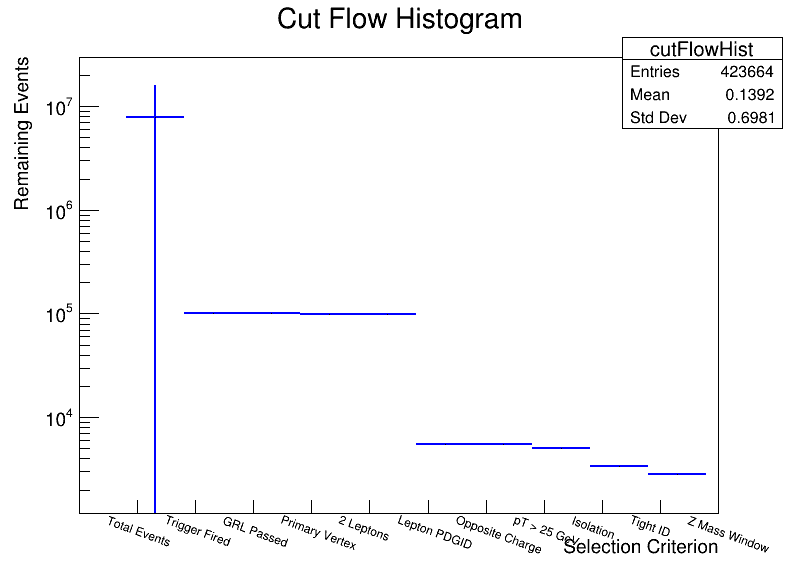 Cut Flow Histogram
cutFlowHist
Entries 423664
Mean 0.1392
Std Dev 0.6981
Remaining Events
10^7
10^6
10^5
10^4
Total Events
Trigger Fired
GRL Passed
Primary Vertex
2 Leptons
Lepton PDGID
Opposite Charge
pT > 25 GeV
Isolation
Tight ID
Z Mass Window
Selection Criterion